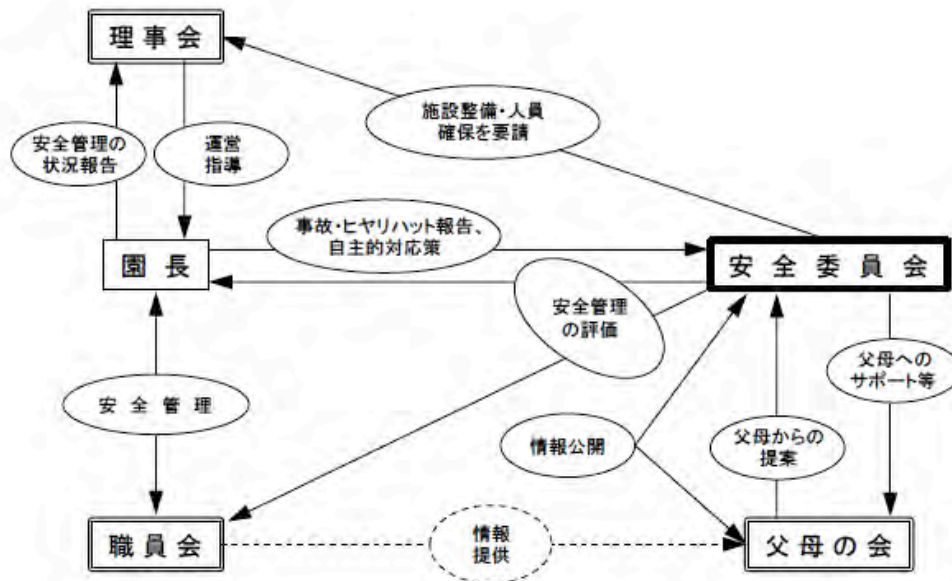 理事会
施設整備・人員
確保を要請
安全管理の
状況報告
運営
指導
事故・ヒヤリハット報告、
自主的対応策
園長
安全委員会
安全管理
の評価
父母への
サポート等
安全管理
情報公開
父母からの
提案
職員会
情報
提供
父母の会